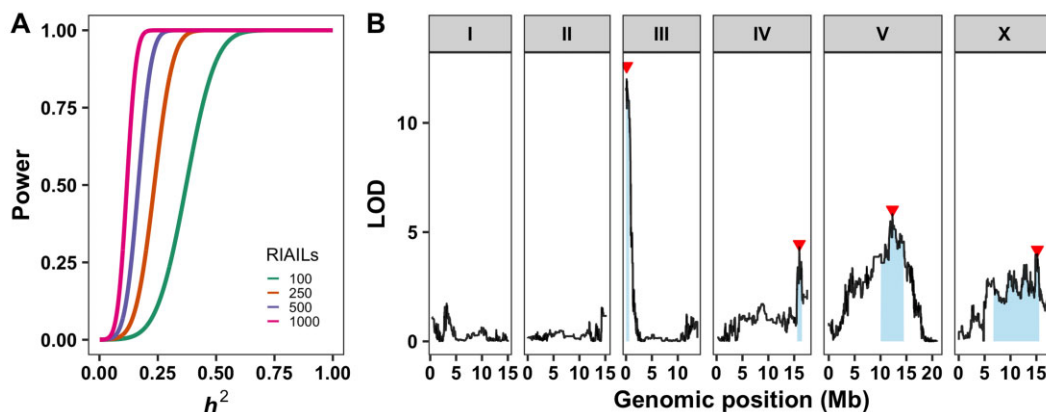 A
1.00
0.75
0.50
0.25
0.00
Power
0.00 0.25 0.50 0.75 1.00
h²
RIAILs
100
250
500
1000
B
I II III IV V X
10
5
0
LOD
0 5 10 15 0 5 10 15 0 5 10 0 5 10 15 0 5 10 15 20 0 5 10 15
Genomic position (Mb)